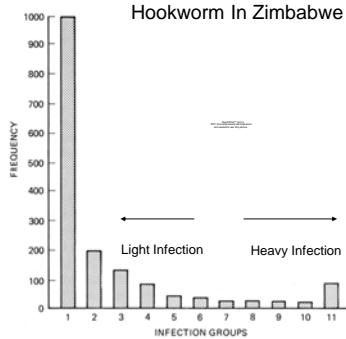 Hookworm In Zimbabwe
1000
900
800
700
600
500
400
300
200
100
0
FREQUENCY
Light Infection
Heavy Infection
1 2 3 4 5 6 7 8 9 10 11
INFECTION GROUPS